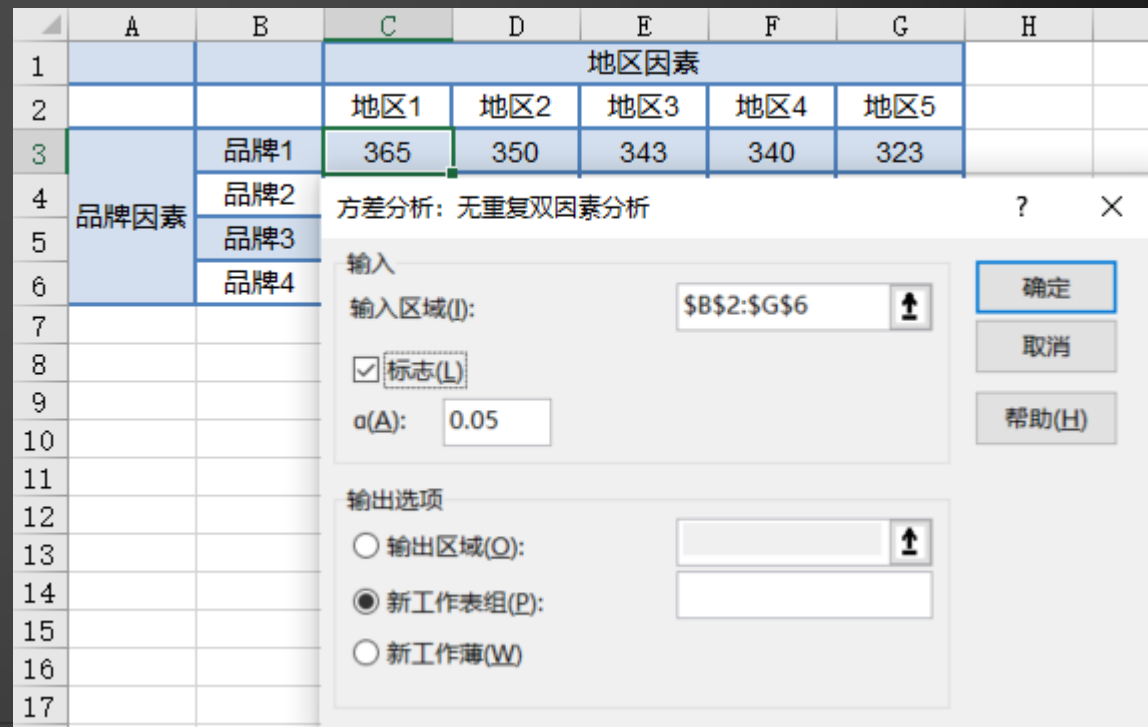 A B C D E F G H
1 地区因素
2 地区1 地区2 地区3 地区4 地区5
3 品牌1 365 350 343 340 323
4 品牌2
品牌因素
5 品牌3
6 品牌4
7
8
9
10
11
12
13
14
15
16
17
方差分析：无重复双因素分析 ? ×
输入
输入区域(I): $B$2:$G$6
标志(L)
α(A): 0.05
确定
取消
帮助(H)
输出选项
输出区域(O):
新工作表组(P):
新工作薄(W)